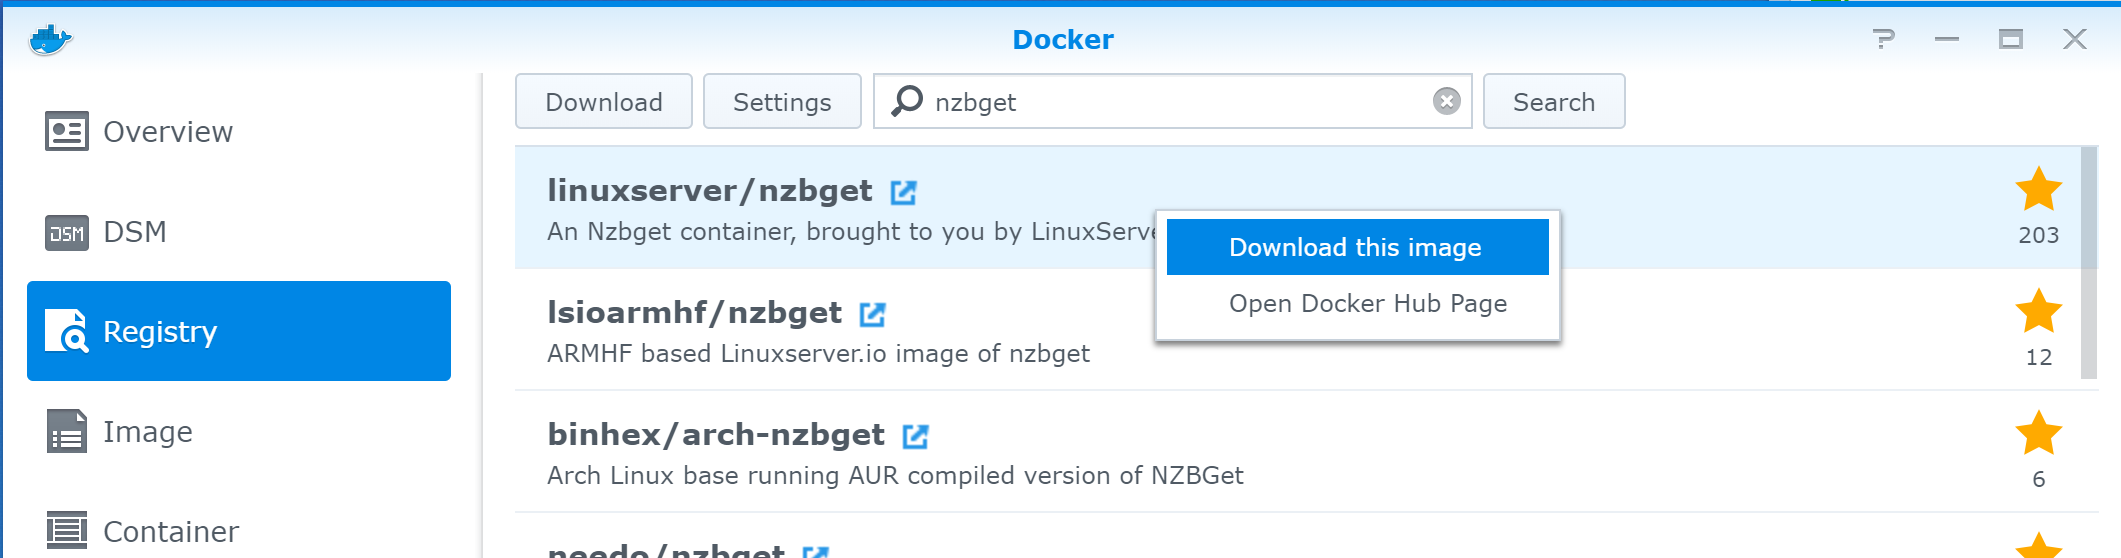 Docker
Overview
DSM
DSM
Registry
Image
Container
Download
Settings
nzbget
Search
linuxserver/nzbget
An Nzbget container, brought to you by LinuxServe
203
Download this image
Open Docker Hub Page
lsioarmhf/nzbget
ARMHF based Linuxserver.io image of nzbget
12
binhex/arch-nzbget
Arch Linux base running AUR compiled version of NZBGet
6
needo/nzbget